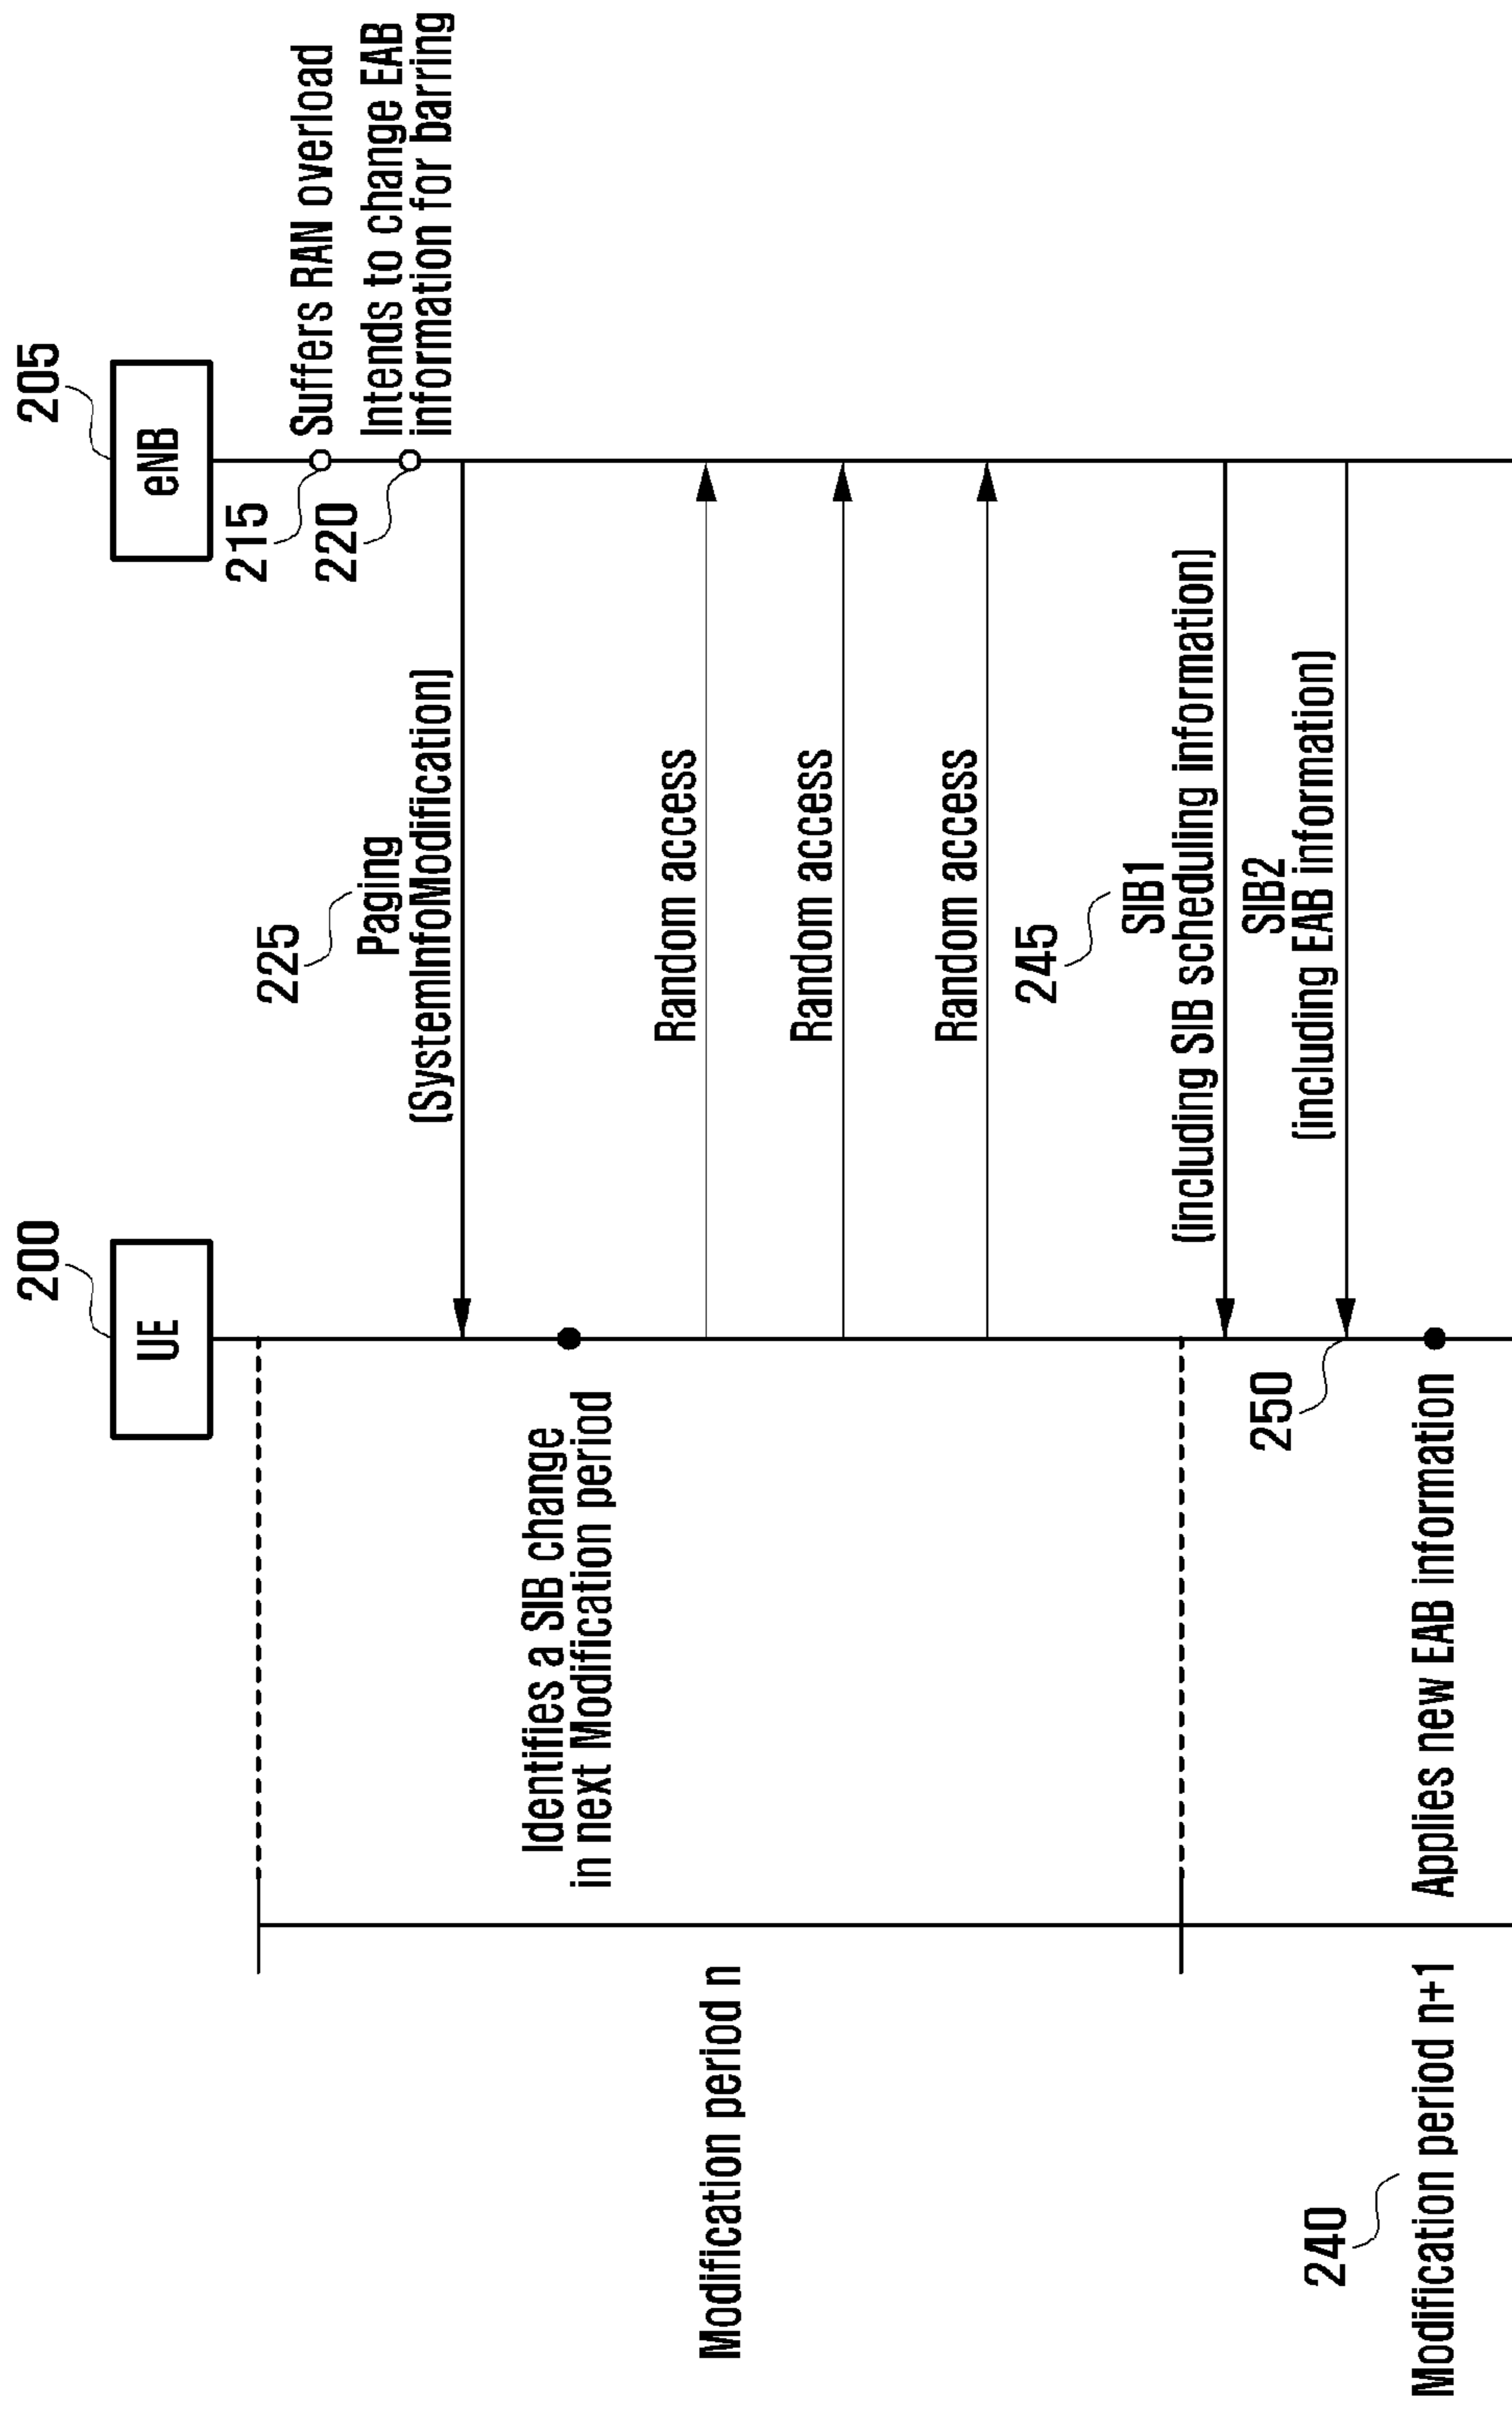 200
205
UE
eNB
215
Suffers RAN overload
220
Intends to change EAB
information for barring
225
Paging
(SystemInfoModification)
Identifies a SIB change
in next Modification period
Modification period n
Random access
Random access
Random access
245
SIB1
(including SIB scheduling information)
SIB2
(including EAB information)
250
240
Modification period n+1
Applies new EAB information